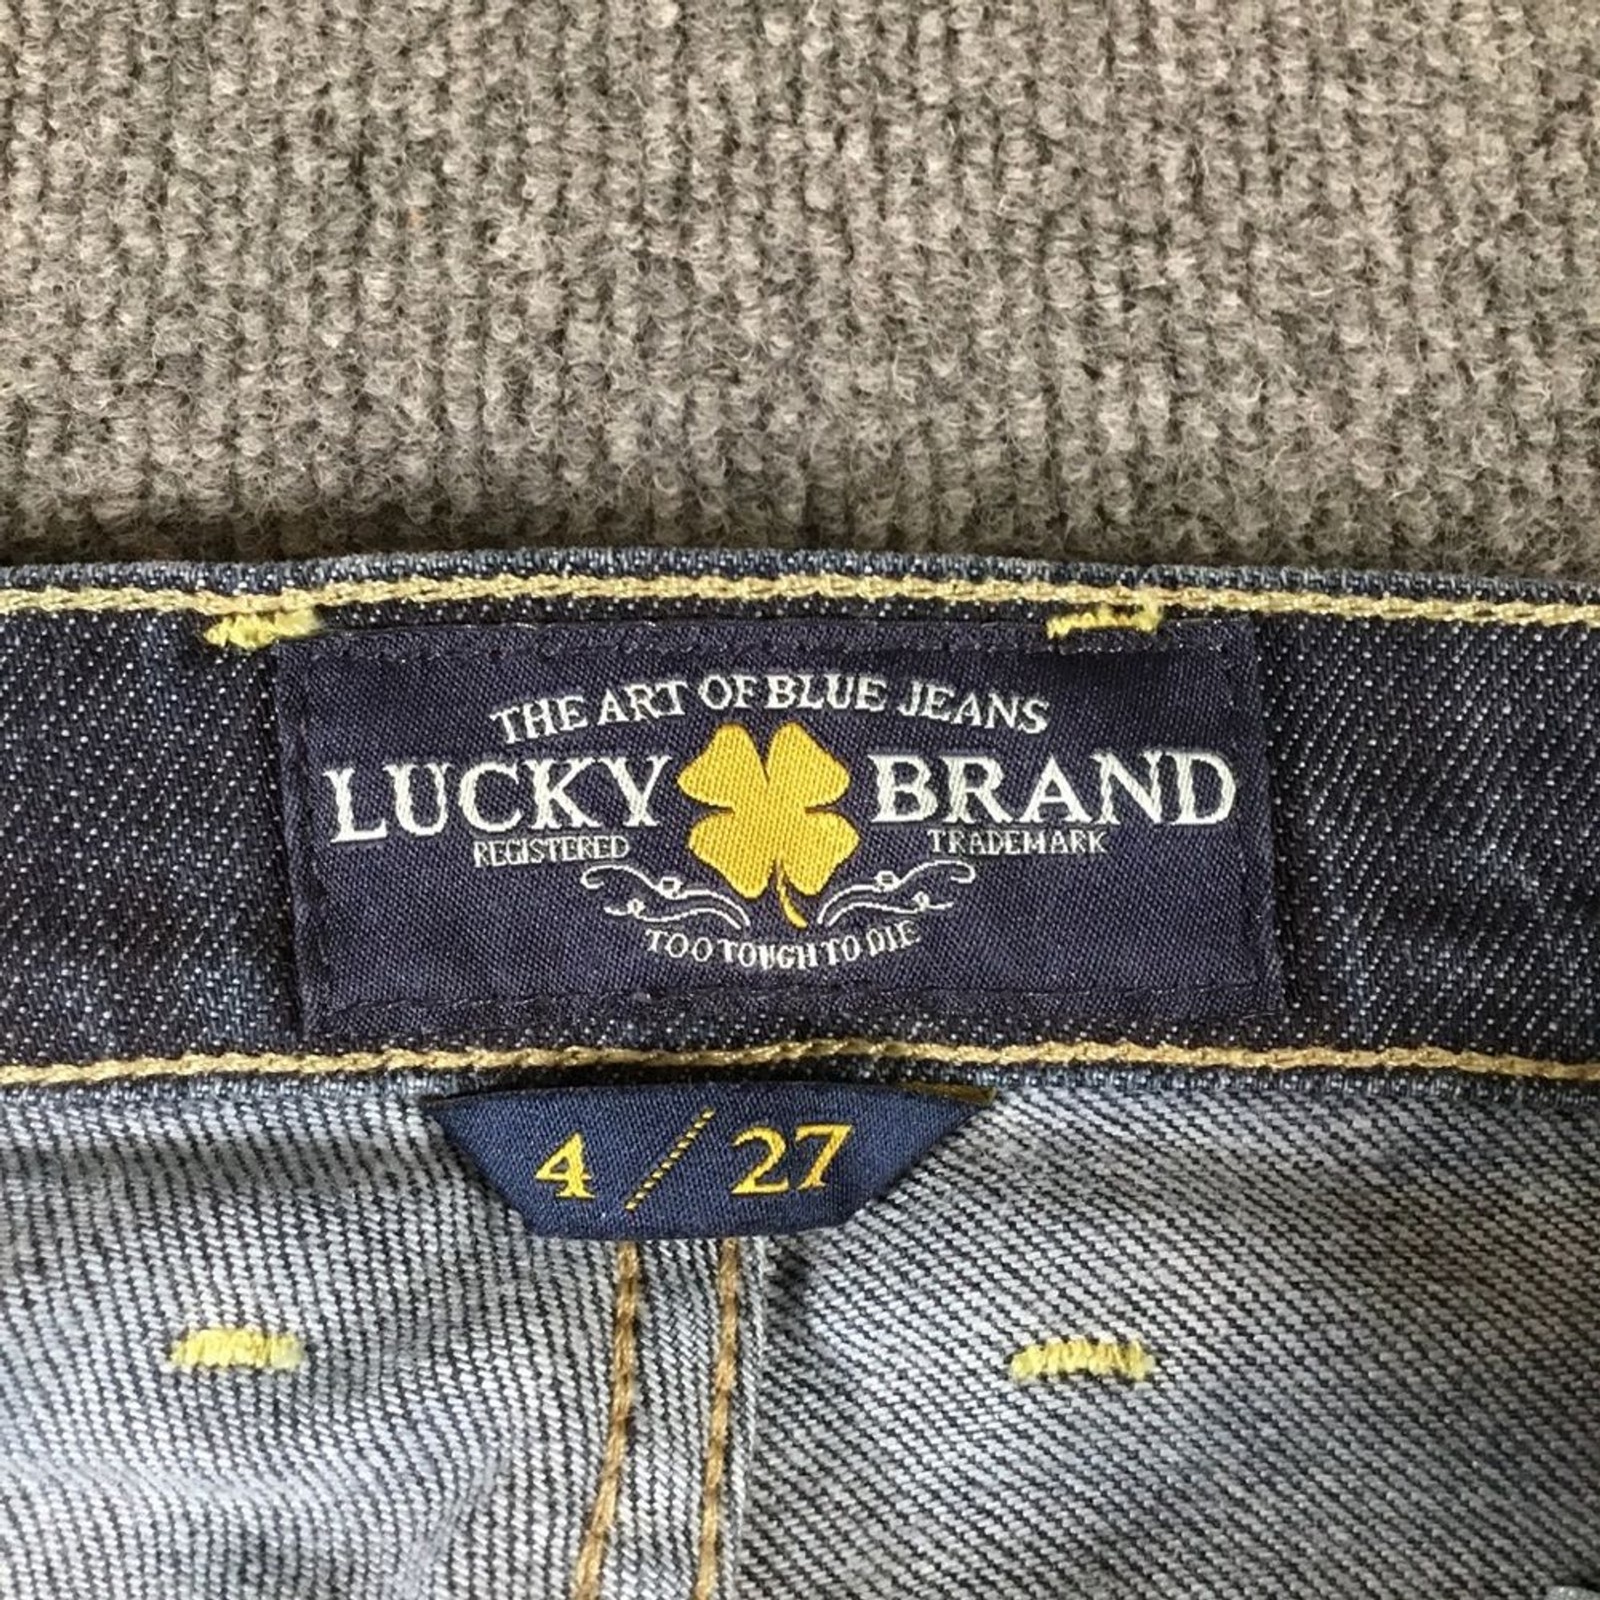 THE ART OF BLUE JEANS
LUCKY BRAND
REGISTERED TRADEMARK
TOO TOUGH TO DIE
4 / 27